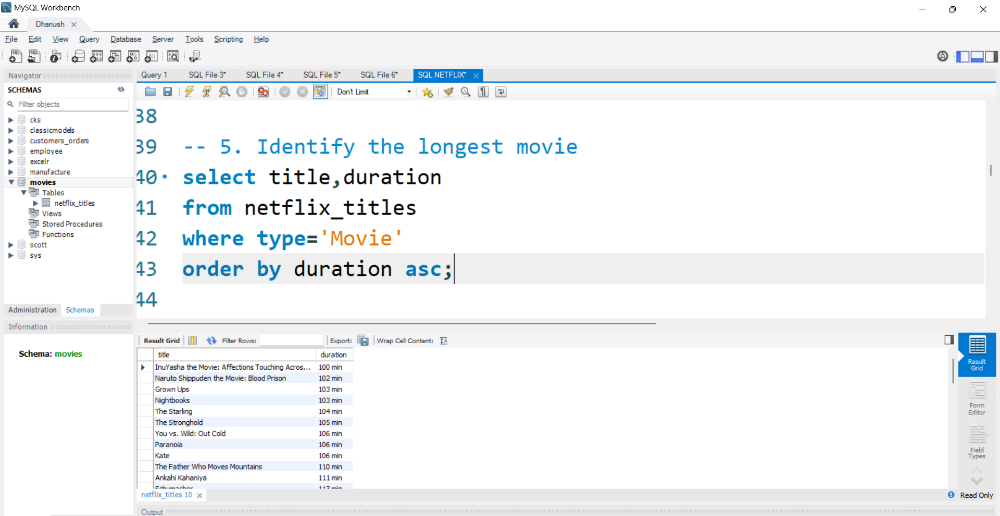 MySQL Workbench
Dhanush
File Edit View Query Database Server Tools Scripting Help
Navigator
SCHEMAS
Filter objects
cks
classicmodels
customers_orders
employee
excelr
manufacture
movies
Tables
netflix_titles
Views
Stored Procedures
Functions
scott
sys
Administration Schemas
Information
Schema: movies
Query 1 SQL File 3* SQL File 4* SQL File 5* SQL File 6* SQL NETFLIX*
Don't Limit
38
39 -- 5. Identify the longest movie
40 select title,duration
41 from netflix_titles
42 where type='Movie'
43 order by duration asc;
44
Result Grid Filter Rows: Export: Wrap Cell Content:
title duration
InuYasha the Movie: Affections Touching Acros... 100 min
Naruto Shippuden the Movie: Blood Prison 102 min
Grown Ups 103 min
Nightbooks 103 min
The Starling 104 min
The Stronghold 105 min
You vs. Wild: Out Cold 106 min
Paranoia 106 min
Kate 106 min
The Father Who Moves Mountains 110 min
Ankahi Kahaniya 111 min
Result
Grid
Form
Editor
Field
Types
netflix_titles 10
Read Only
Output